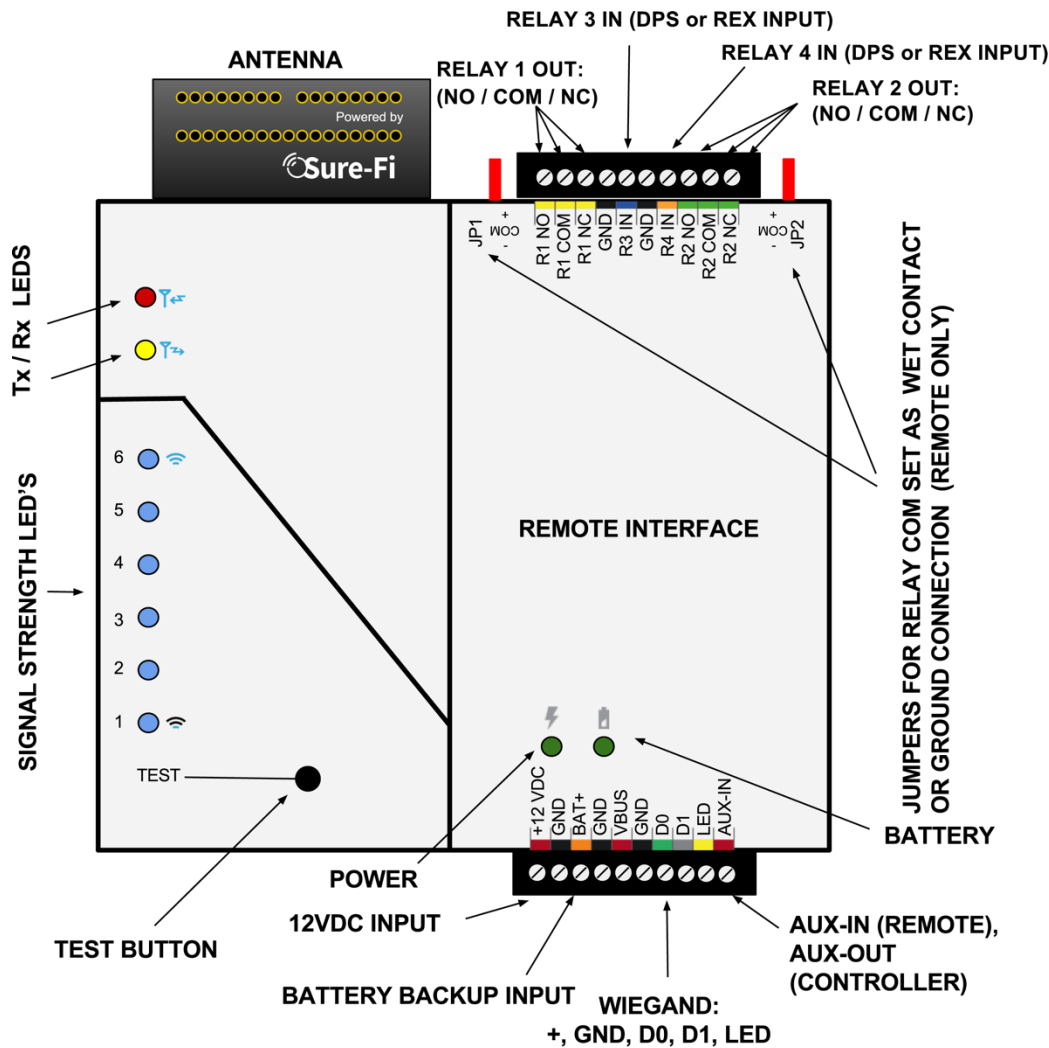 RELAY 3 IN (DPS or REX INPUT)
RELAY 4 IN (DPS or REX INPUT)
ANTENNA
RELAY 1 OUT:
(NO / COM / NC)
RELAY 2 OUT:
(NO / COM / NC)
Powered by
Sure-Fi
JP1
+
COM
-
R1 NO
R1 COM
R1 NC
GND
R3 IN
GND
R4 IN
R2 NO
R2 COM
R2 NC
+
COM
-
JP2
Tx / Rx LEDS
SIGNAL STRENGTH LED'S
6
5
4
3
2
1
TEST
REMOTE INTERFACE
JUMPERS FOR RELAY COM SET AS WET CONTACT
OR GROUND CONNECTION (REMOTE ONLY)
+12 VDC
GND
BAT+
GND
VBUS
GND
D0
D1
LED
AUX-IN
BATTERY
POWER
12VDC INPUT
TEST BUTTON
BATTERY BACKUP INPUT
WIEGAND:
+, GND, D0, D1, LED
AUX-IN (REMOTE),
AUX-OUT
(CONTROLLER)